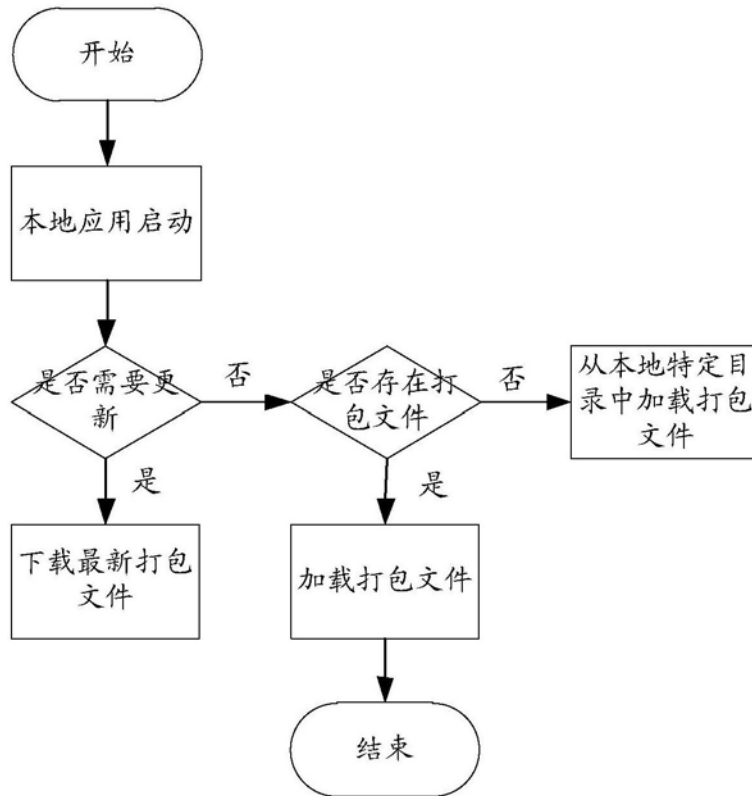 开始
本地应用启动
是否需要更
新
否
是否存在打
包文件
否
从本地特定目
录中加载打包
文件
是
是
下载最新打包
文件
加载打包文件
结束